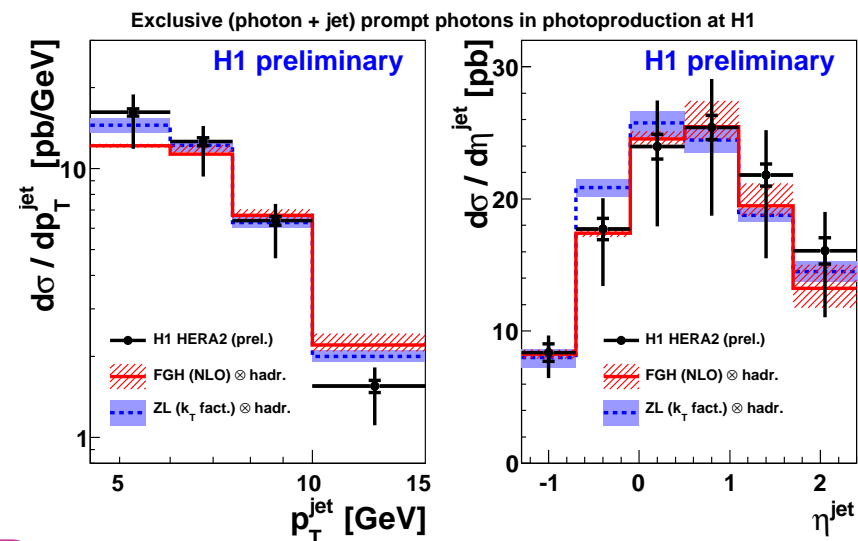 Exclusive (photon + jet) prompt photons in photoproduction at H1
H1 preliminary
dσ / dp_T^jet [pb/GeV]
10
1
H1 HERA2 (prel.)
FGH (NLO) ⊗ hadr.
ZL (k_T fact.) ⊗ hadr.
5 10 15
p_T^jet [GeV]
H1 preliminary
dσ / dη^jet [pb]
30
20
10
0
H1 HERA2 (prel.)
FGH (NLO) ⊗ hadr.
ZL (k_T fact.) ⊗ hadr.
-1 0 1 2
η^jet